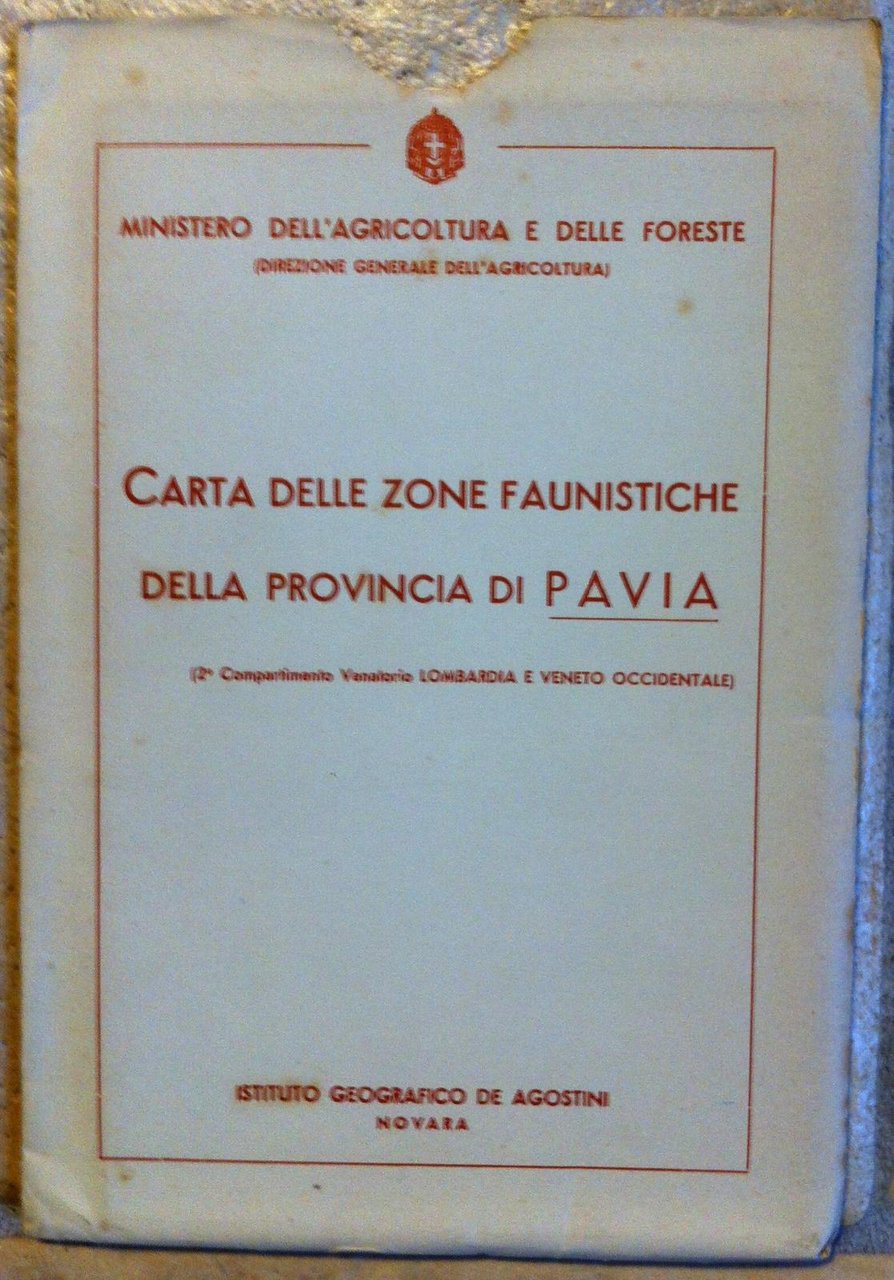 MINISTERO DELL'AGRICOLTURA E DELLE FORESTE
(DIREZIONE GENERALE DELL'AGRICOLTURA)
CARTA DELLE ZONE FAUNISTICHE
DELLA PROVINCIA DI PAVIA
(2º Compartimento Venatorio LOMBARDIA E VENETO OCCIDENTALE)
ISTITUTO GEOGRAFICO DE AGOSTINI
NOVARA